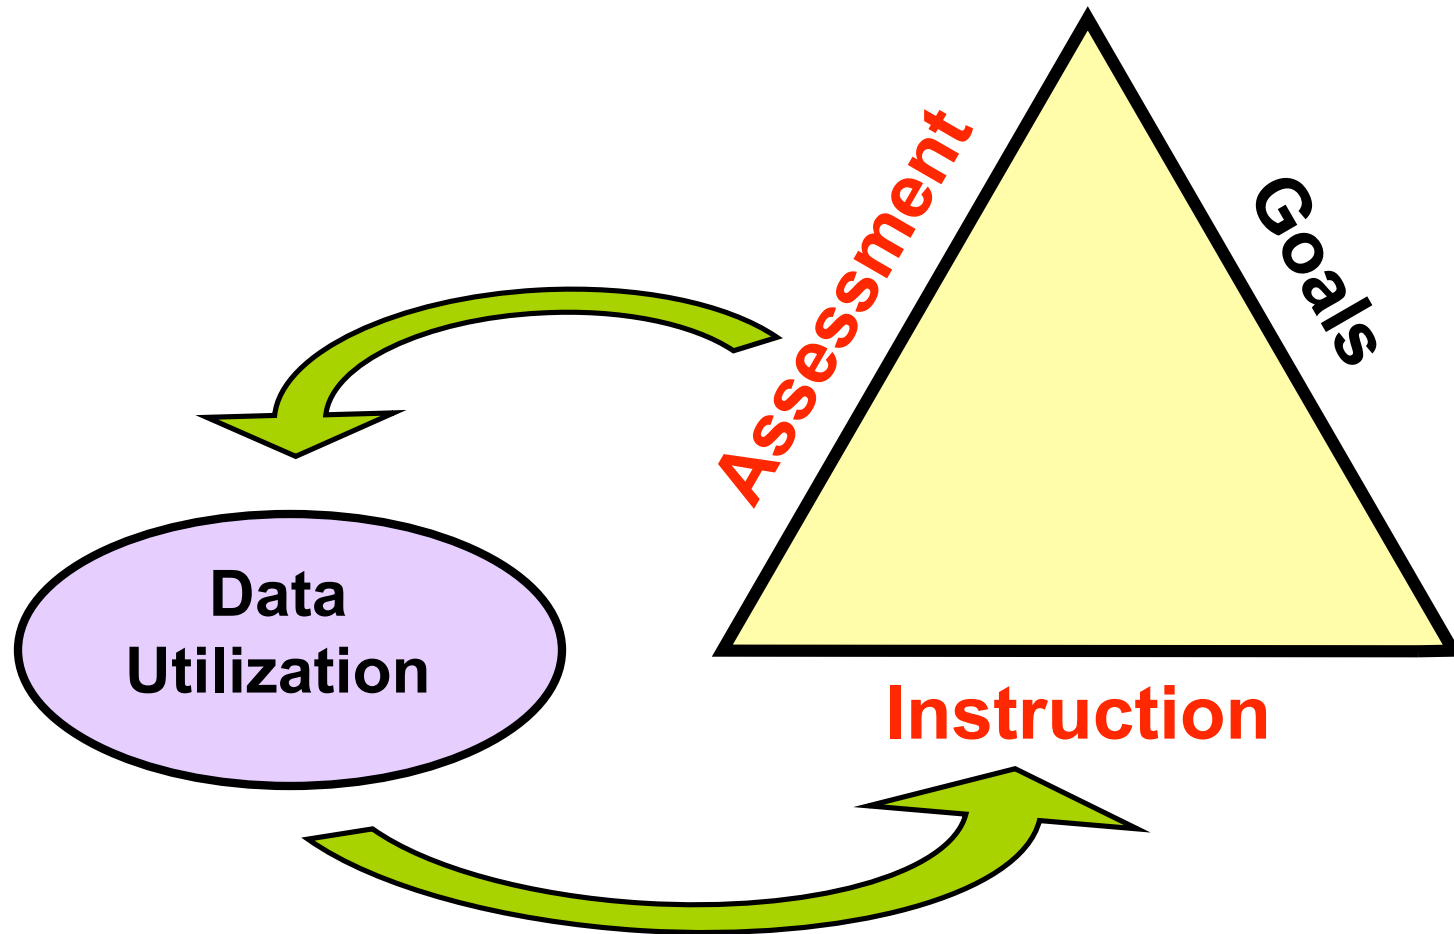 Assessment
Goals
Data
Utilization
Instruction